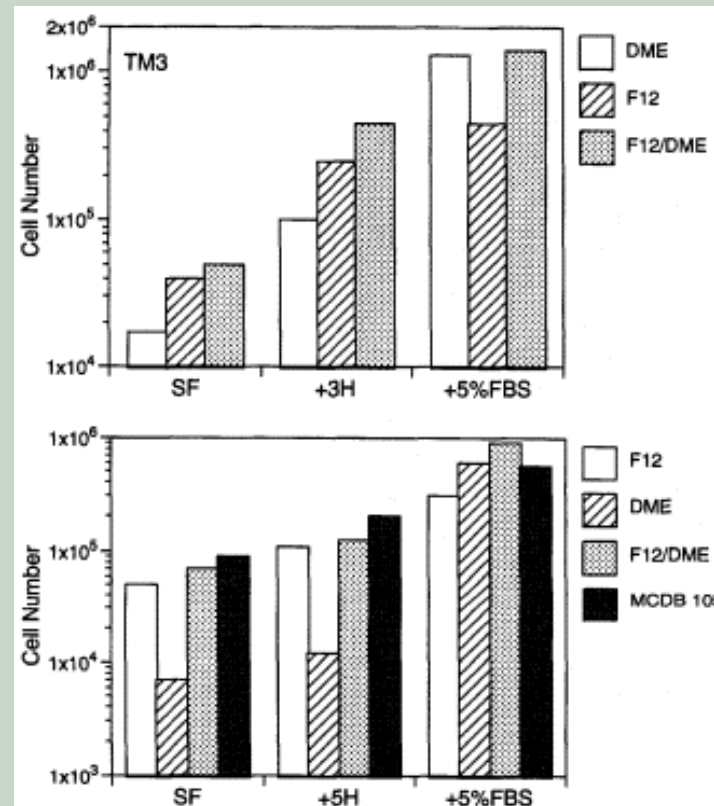 2x10⁶
1x10⁶
1x10⁵
1x10⁴
Cell Number
TM3
SF
+3H
+5%FBS
DME
F12
F12/DME
1x10⁶
1x10⁵
1x10⁴
1x10³
Cell Number
SF
+5H
+5%FBS
F12
DME
F12/DME
MCDB